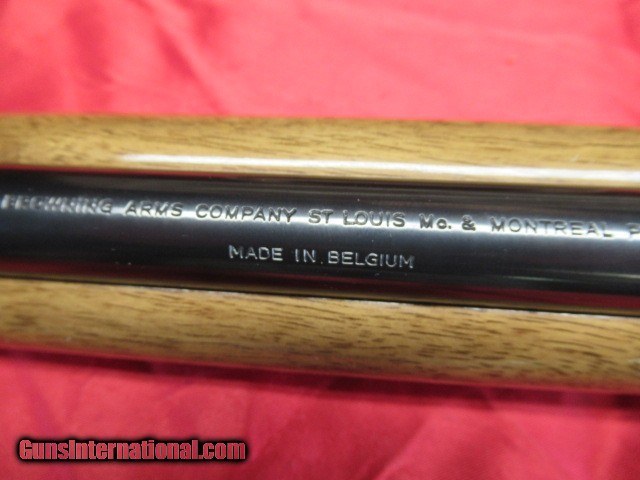 BROWNING ARMS COMPANY ST LOUIS Mo. & MONTREAL P
MADE IN BELGIUM
GunsInternational.com